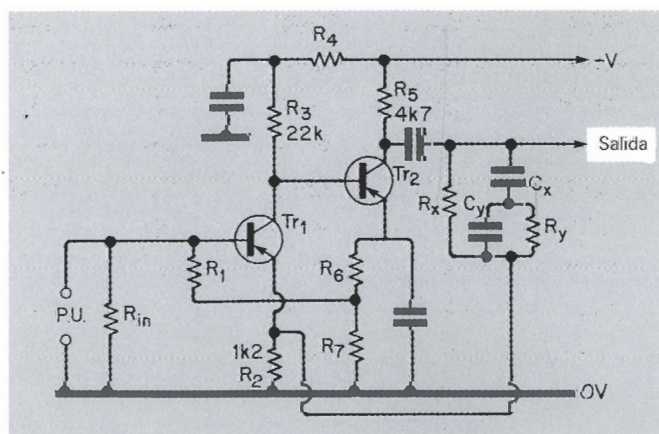 R4
-V
R3
22k
R5
4k7
Salida
Tr2
Cx
Rx
Cy
Ry
Tr1
R1
R6
P.U.
Rin
1k2
R2
R7
0V